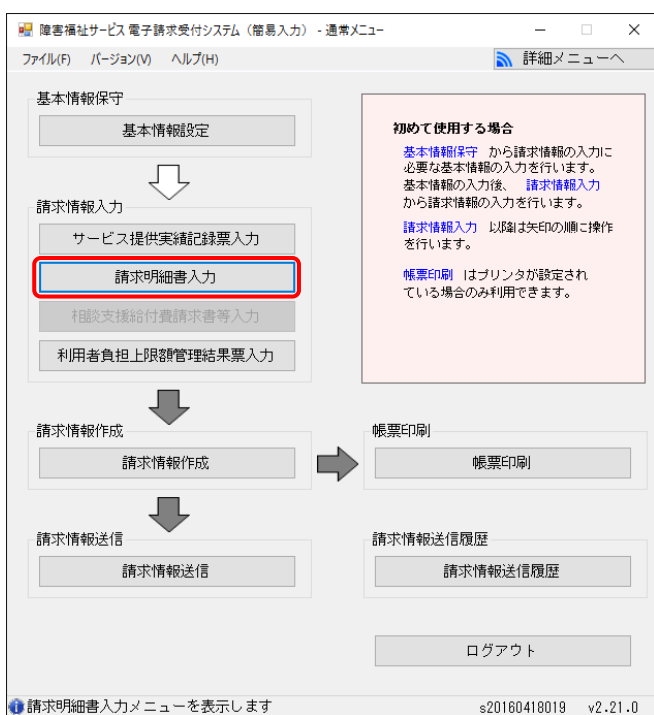 障害福祉サービス 電子請求受付システム（簡易入力） - 通常メニュー
ファイル(F) バージョン(V) ヘルプ(H) 詳細メニューへ
基本情報保守
基本情報設定
請求情報入力
サービス提供実績記録票入力
請求明細書入力
相談支援給付費請求書等入力
利用者負担上限額管理結果票入力
初めて使用する場合
基本情報保守 から請求情報の入力に
必要な基本情報の入力を行います。
基本情報の入力後、 請求情報入力
から請求情報の入力を行います。
請求情報入力 以降は矢印の順に操作
を行います。
帳票印刷 はプリンタが設定され
ている場合のみ利用できます。
請求情報作成
請求情報作成
帳票印刷
帳票印刷
請求情報送信
請求情報送信
請求情報送信履歴
請求情報送信履歴
ログアウト
請求明細書入力メニューを表示します s20160418019 v2.21.0